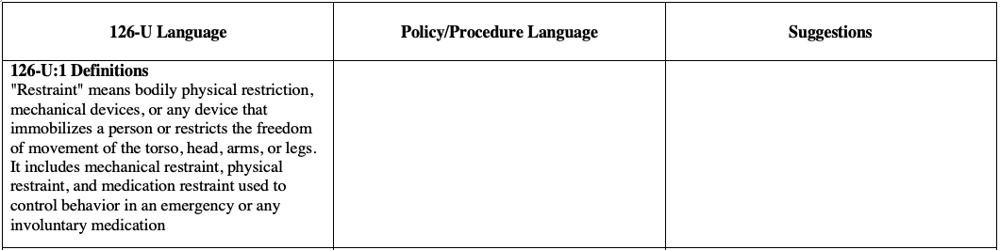 126-U Language
Policy/Procedure Language
Suggestions
126-U:1 Definitions
"Restraint" means bodily physical restriction,
mechanical devices, or any device that
immobilizes a person or restricts the freedom
of movement of the torso, head, arms, or legs.
It includes mechanical restraint, physical
restraint, and medication restraint used to
control behavior in an emergency or any
involuntary medication